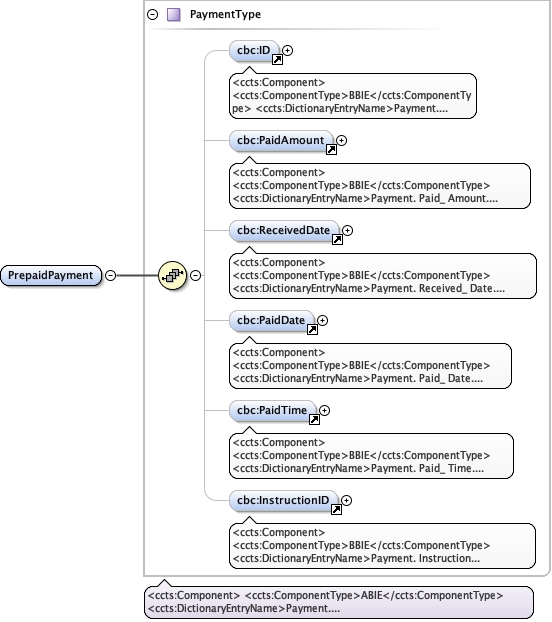 PaymentType
cbc:ID
<ccts:Component>
<ccts:ComponentType>BBIE</ccts:ComponentTy
pe> <ccts:DictionaryEntryName>Payment....
cbc:PaidAmount
<ccts:Component>
<ccts:ComponentType>BBIE</ccts:ComponentType>
<ccts:DictionaryEntryName>Payment. Paid_ Amount....
cbc:ReceivedDate
<ccts:Component>
<ccts:ComponentType>BBIE</ccts:ComponentType>
<ccts:DictionaryEntryName>Payment. Received_ Date....
PrepaidPayment
cbc:PaidDate
<ccts:Component>
<ccts:ComponentType>BBIE</ccts:ComponentType>
<ccts:DictionaryEntryName>Payment. Paid_ Date....
cbc:PaidTime
<ccts:Component>
<ccts:ComponentType>BBIE</ccts:ComponentType>
<ccts:DictionaryEntryName>Payment. Paid_ Time....
cbc:InstructionID
<ccts:Component>
<ccts:ComponentType>BBIE</ccts:ComponentType>
<ccts:DictionaryEntryName>Payment. Instruction...
<ccts:Component> <ccts:ComponentType>ABIE</ccts:ComponentType>
<ccts:DictionaryEntryName>Payment....